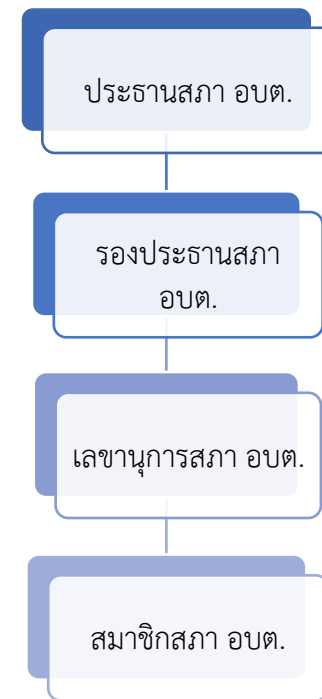 ประธานสภา อบต.
รองประธานสภา
อบต.
เลขานุการสภา อบต.
สมาชิกสภา อบต.